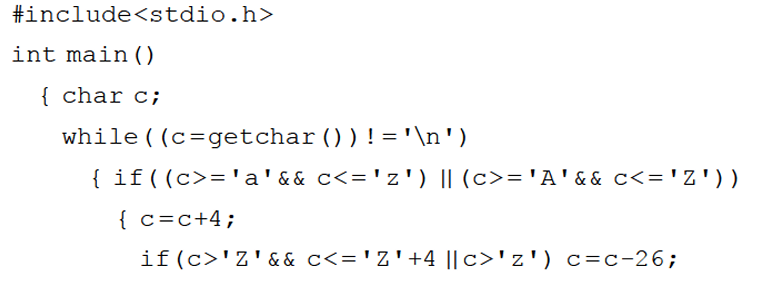 #include<stdio.h>
int main()
{ char c;
while((c=getchar())!='\n')
{ if((c>='a'&& c<='z')||(c>='A'&& c<='Z'))
{ c=c+4;
if(c>'Z'&& c<='Z'+4 ||c>'z') c=c-26;